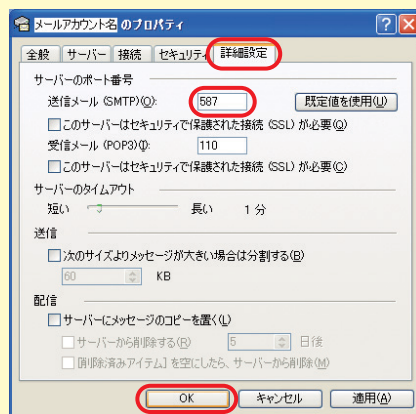 メールアカウント名 のプロパティ
全般 サーバー 接続 セキュリティ 詳細設定
サーバーのポート番号
送信メール (SMTP)(O): 587 既定値を使用(U)
このサーバーはセキュリティで保護された接続 (SSL) が必要(Q)
受信メール (POP3)(I): 110
このサーバーはセキュリティで保護された接続 (SSL) が必要(C)
サーバーのタイムアウト
短い 長い 1 分
送信
次のサイズよりメッセージが大きい場合は分割する(B)
60 KB
配信
サーバーにメッセージのコピーを置く(L)
サーバーから削除する(R) 5 日後
[削除済みアイテム] を空にしたら、サーバーから削除(M)
OK キャンセル 適用(A)